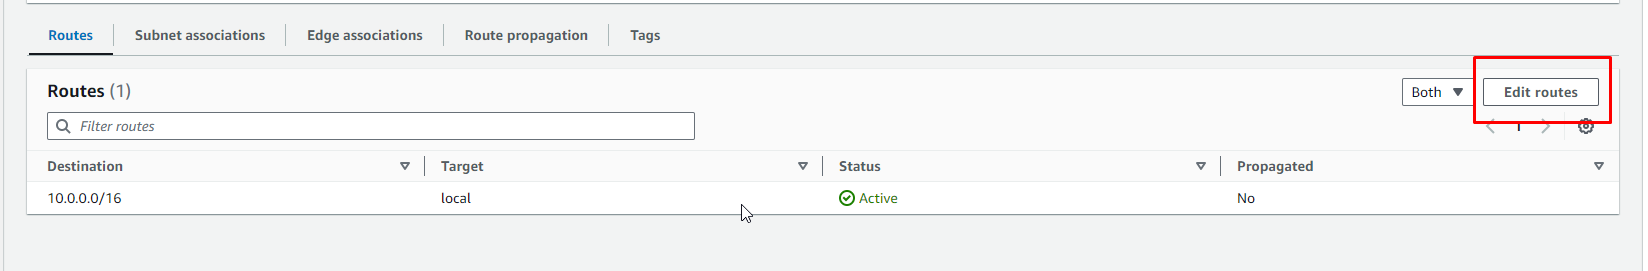 Routes Subnet associations Edge associations Route propagation Tags
Routes (1) Both Edit routes
Filter routes 1
Destination Target Status Propagated
10.0.0.0/16 local Active No